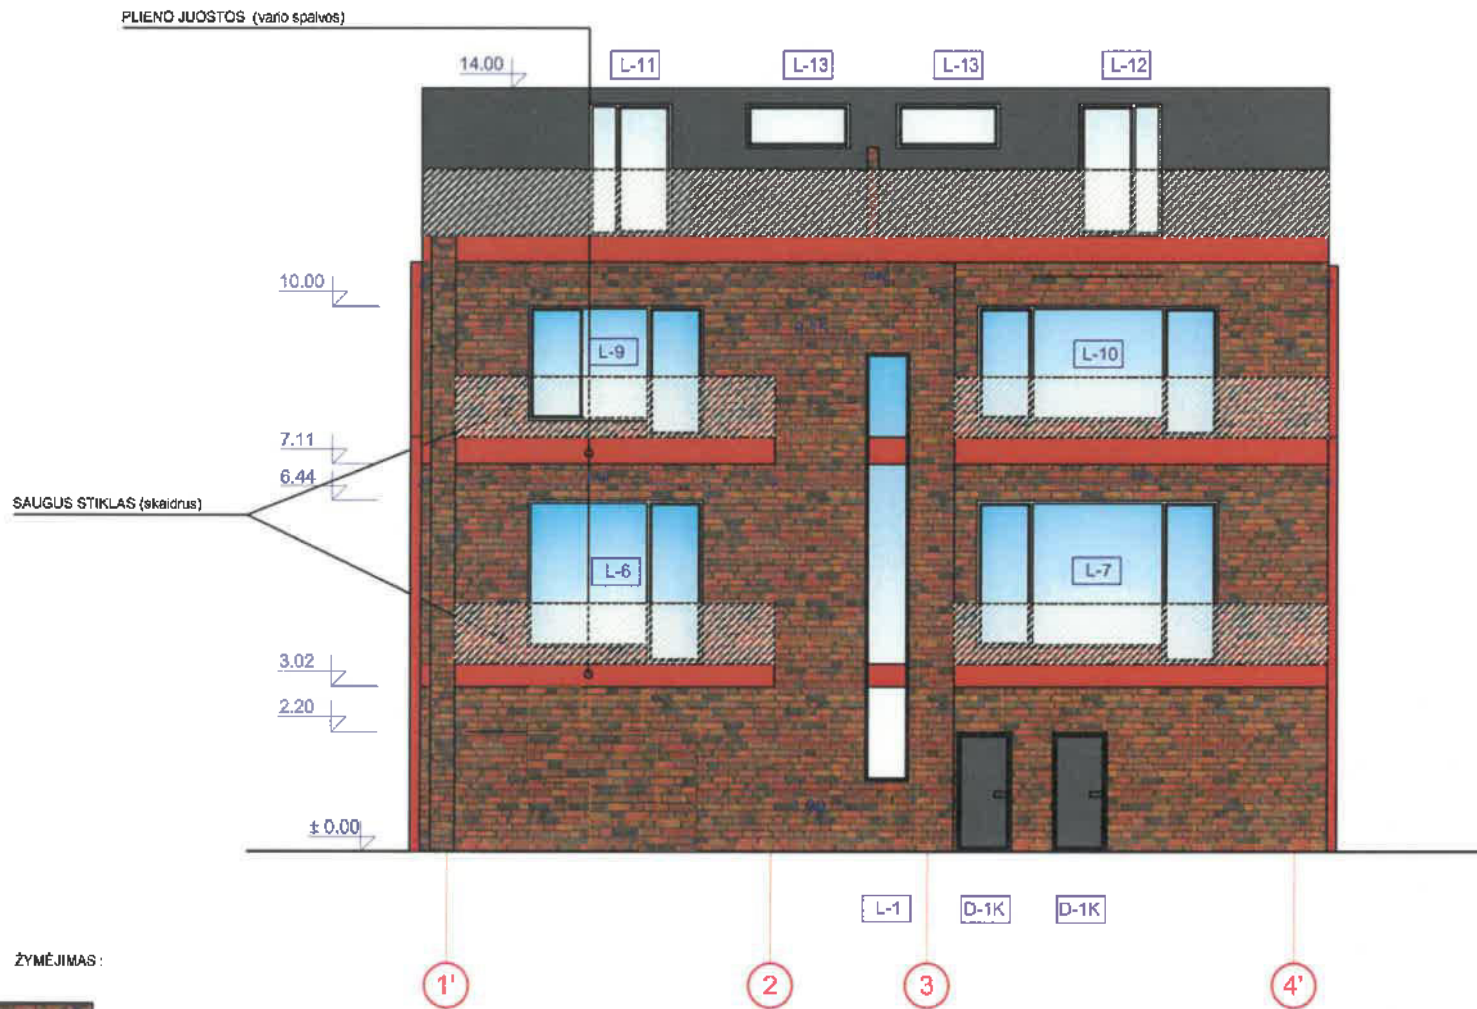 PLIENO JUOSTOS (vario spalvos)
14.00
L-11
L-13
L-13
L-12
10.00
L-9
L-10
7.11
6.44
SAUGUS STIKLAS (skaidrus)
L-6
L-7
3.02
2.20
± 0.00
L-1
D-1K
D-1K
ŽYMĖJIMAS :
1'
2
3
4'